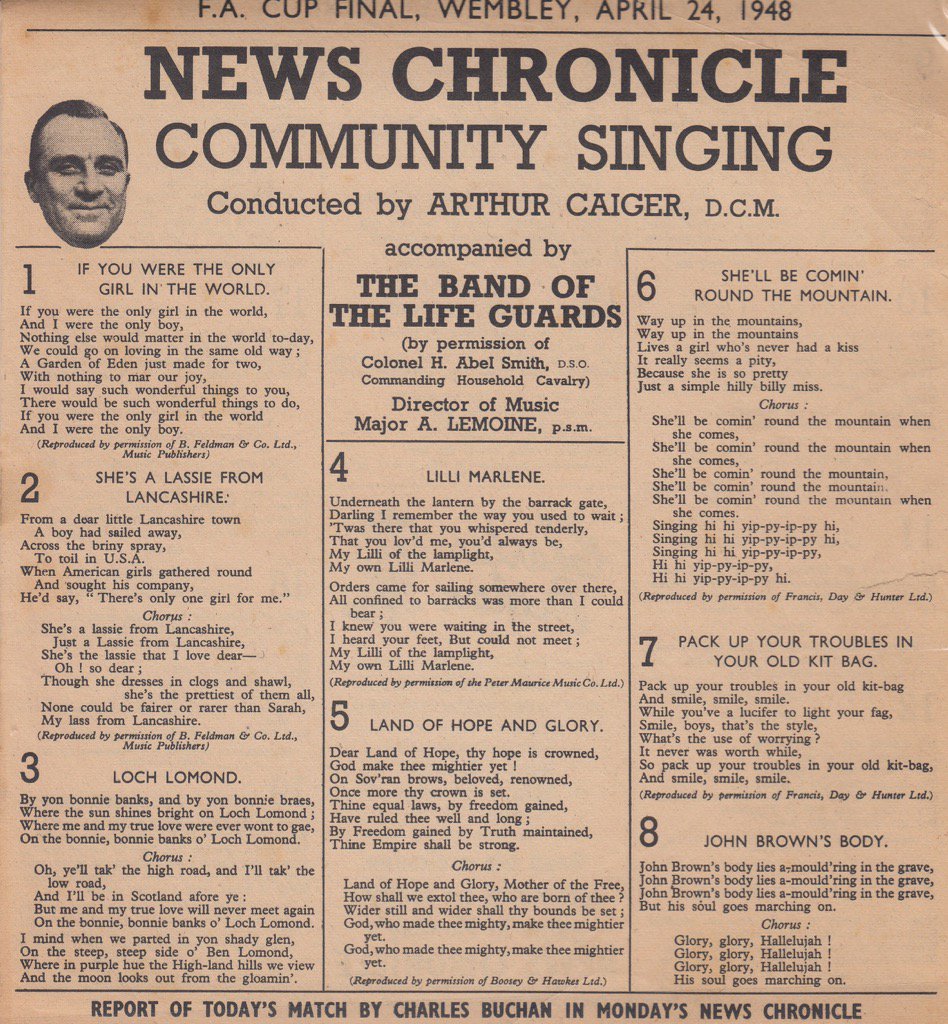 F.A. CUP FINAL, WEMBLEY, APRIL 24, 1948
NEWS CHRONICLE
COMMUNITY SINGING
Conducted by ARTHUR CAIGER, D.C.M.
accompanied by
THE BAND OF
THE LIFE GUARDS
(by permission of
Colonel H. Abel Smith, D.S.O.
Commanding Household Cavalry)
Director of Music
Major A. LEMOINE, p.s.m.
1
IF YOU WERE THE ONLY
GIRL IN THE WORLD.
If you were the only girl in the world,
And I were the only boy,
Nothing else would matter in the world to-day,
We could go on loving in the same old way ;
A Garden of Eden just made for two,
With nothing to mar our joy,
I would say such wonderful things to you,
There would be such wonderful things to do,
If you were the only girl in the world
And I were the only boy.
(Reproduced by permission of B. Feldman & Co. Ltd.,
Music Publishers)
2
SHE'S A LASSIE FROM
LANCASHIRE.
From a dear little Lancashire town
A boy had sailed away,
Across the briny spray,
To toil in U.S.A.
When American girls gathered round
And sought his company,
He'd say, " There's only one girl for me."
Chorus :
She's a lassie from Lancashire,
Just a Lassie from Lancashire,
She's the lassie that I love dear—
Oh ! so dear ;
Though she dresses in clogs and shawl,
she's the prettiest of them all,
None could be fairer or rarer than Sarah,
My lass from Lancashire.
(Reproduced by permission of B. Feldman & Co. Ltd.,
Music Publishers)
3
LOCH LOMOND.
By yon bonnie banks, and by yon bonnie braes,
Where the sun shines bright on Loch Lomond ;
Where me and my true love were ever wont to gae,
On the bonnie, bonnie banks o' Loch Lomond.
Chorus :
Oh, ye'll tak' the high road, and I'll tak' the
low road,
And I'll be in Scotland afore ye :
But me and my true love will never meet again
On the bonnie, bonnie banks o' Loch Lomond.
I mind when we parted in yon shady glen,
On the steep, steep side o' Ben Lomond,
Where in purple hue the High-land hills we view
And the moon looks out from the gloamin'.
4
LILLI MARLENE.
Underneath the lantern by the barrack gate,
Darling I remember the way you used to wait ;
'Twas there that you whispered tenderly,
That you lov'd me, you'd always be,
My Lilli of the lamplight,
My own Lilli Marlene.
Orders came for sailing somewhere over there,
All confined to barracks was more than I could
bear ;
I knew you were waiting in the street,
I heard your feet, But could not meet ;
My Lilli of the lamplight,
My own Lilli Marlene.
(Reproduced by permission of the Peter Maurice Music Co. Ltd.)
5
LAND OF HOPE AND GLORY.
Dear Land of Hope, thy hope is crowned,
God make thee mightier yet !
On Sov'ran brows, beloved, renowned,
Once more thy crown is set.
Thine equal laws, by freedom gained,
Have ruled thee well and long ;
By Freedom gained by Truth maintained,
Thine Empire shall be strong.
Chorus :
Land of Hope and Glory, Mother of the Free,
How shall we extol thee, who are born of thee ?
Wider still and wider shall thy bounds be set ;
God, who made thee mighty, make thee mightier
yet.
God, who made thee mighty, make thee mightier
yet.
(Reproduced by permission of Boosey & Hawkes Ltd.)
6
SHE'LL BE COMIN'
ROUND THE MOUNTAIN.
Way up in the mountains,
Way up in the mountains
Lives a girl who's never had a kiss
It really seems a pity,
Because she is so pretty
Just a simple hilly billy miss.
Chorus :
She'll be comin' round the mountain when
she comes,
She'll be comin' round the mountain when
she comes,
She'll be comin' round the mountain,
She'll be comin' round the mountain,
She'll be comin' round the mountain when
she comes.
Singing hi hi yip-py-ip-py hi,
Singing hi hi yip-py-ip-py hi,
Singing hi hi yip-py-ip-py,
Hi hi yip-py-ip-py,
Hi hi yip-py-ip-py hi.
(Reproduced by permission of Francis, Day & Hunter Ltd.)
7
PACK UP YOUR TROUBLES IN
YOUR OLD KIT BAG.
Pack up your troubles in your old kit-bag
And smile, smile, smile.
While you've a lucifer to light your fag,
Smile, boys, that's the style,
What's the use of worrying ?
It never was worth while,
So pack up your troubles in your old kit-bag,
And smile, smile, smile.
(Reproduced by permission of Francis, Day & Hunter Ltd.)
8
JOHN BROWN'S BODY.
John Brown's body lies a-mould'ring in the grave,
John Brown's body lies a-mould'ring in the grave,
John Brown's body lies a-mould'ring in the grave,
But his soul goes marching on.
Chorus :
Glory, glory, Hallelujah !
Glory, glory, Hallelujah !
Glory, glory, Hallelujah !
His soul goes marching on.
REPORT OF TODAY'S MATCH BY CHARLES BUCHAN IN MONDAY'S NEWS CHRONICLE